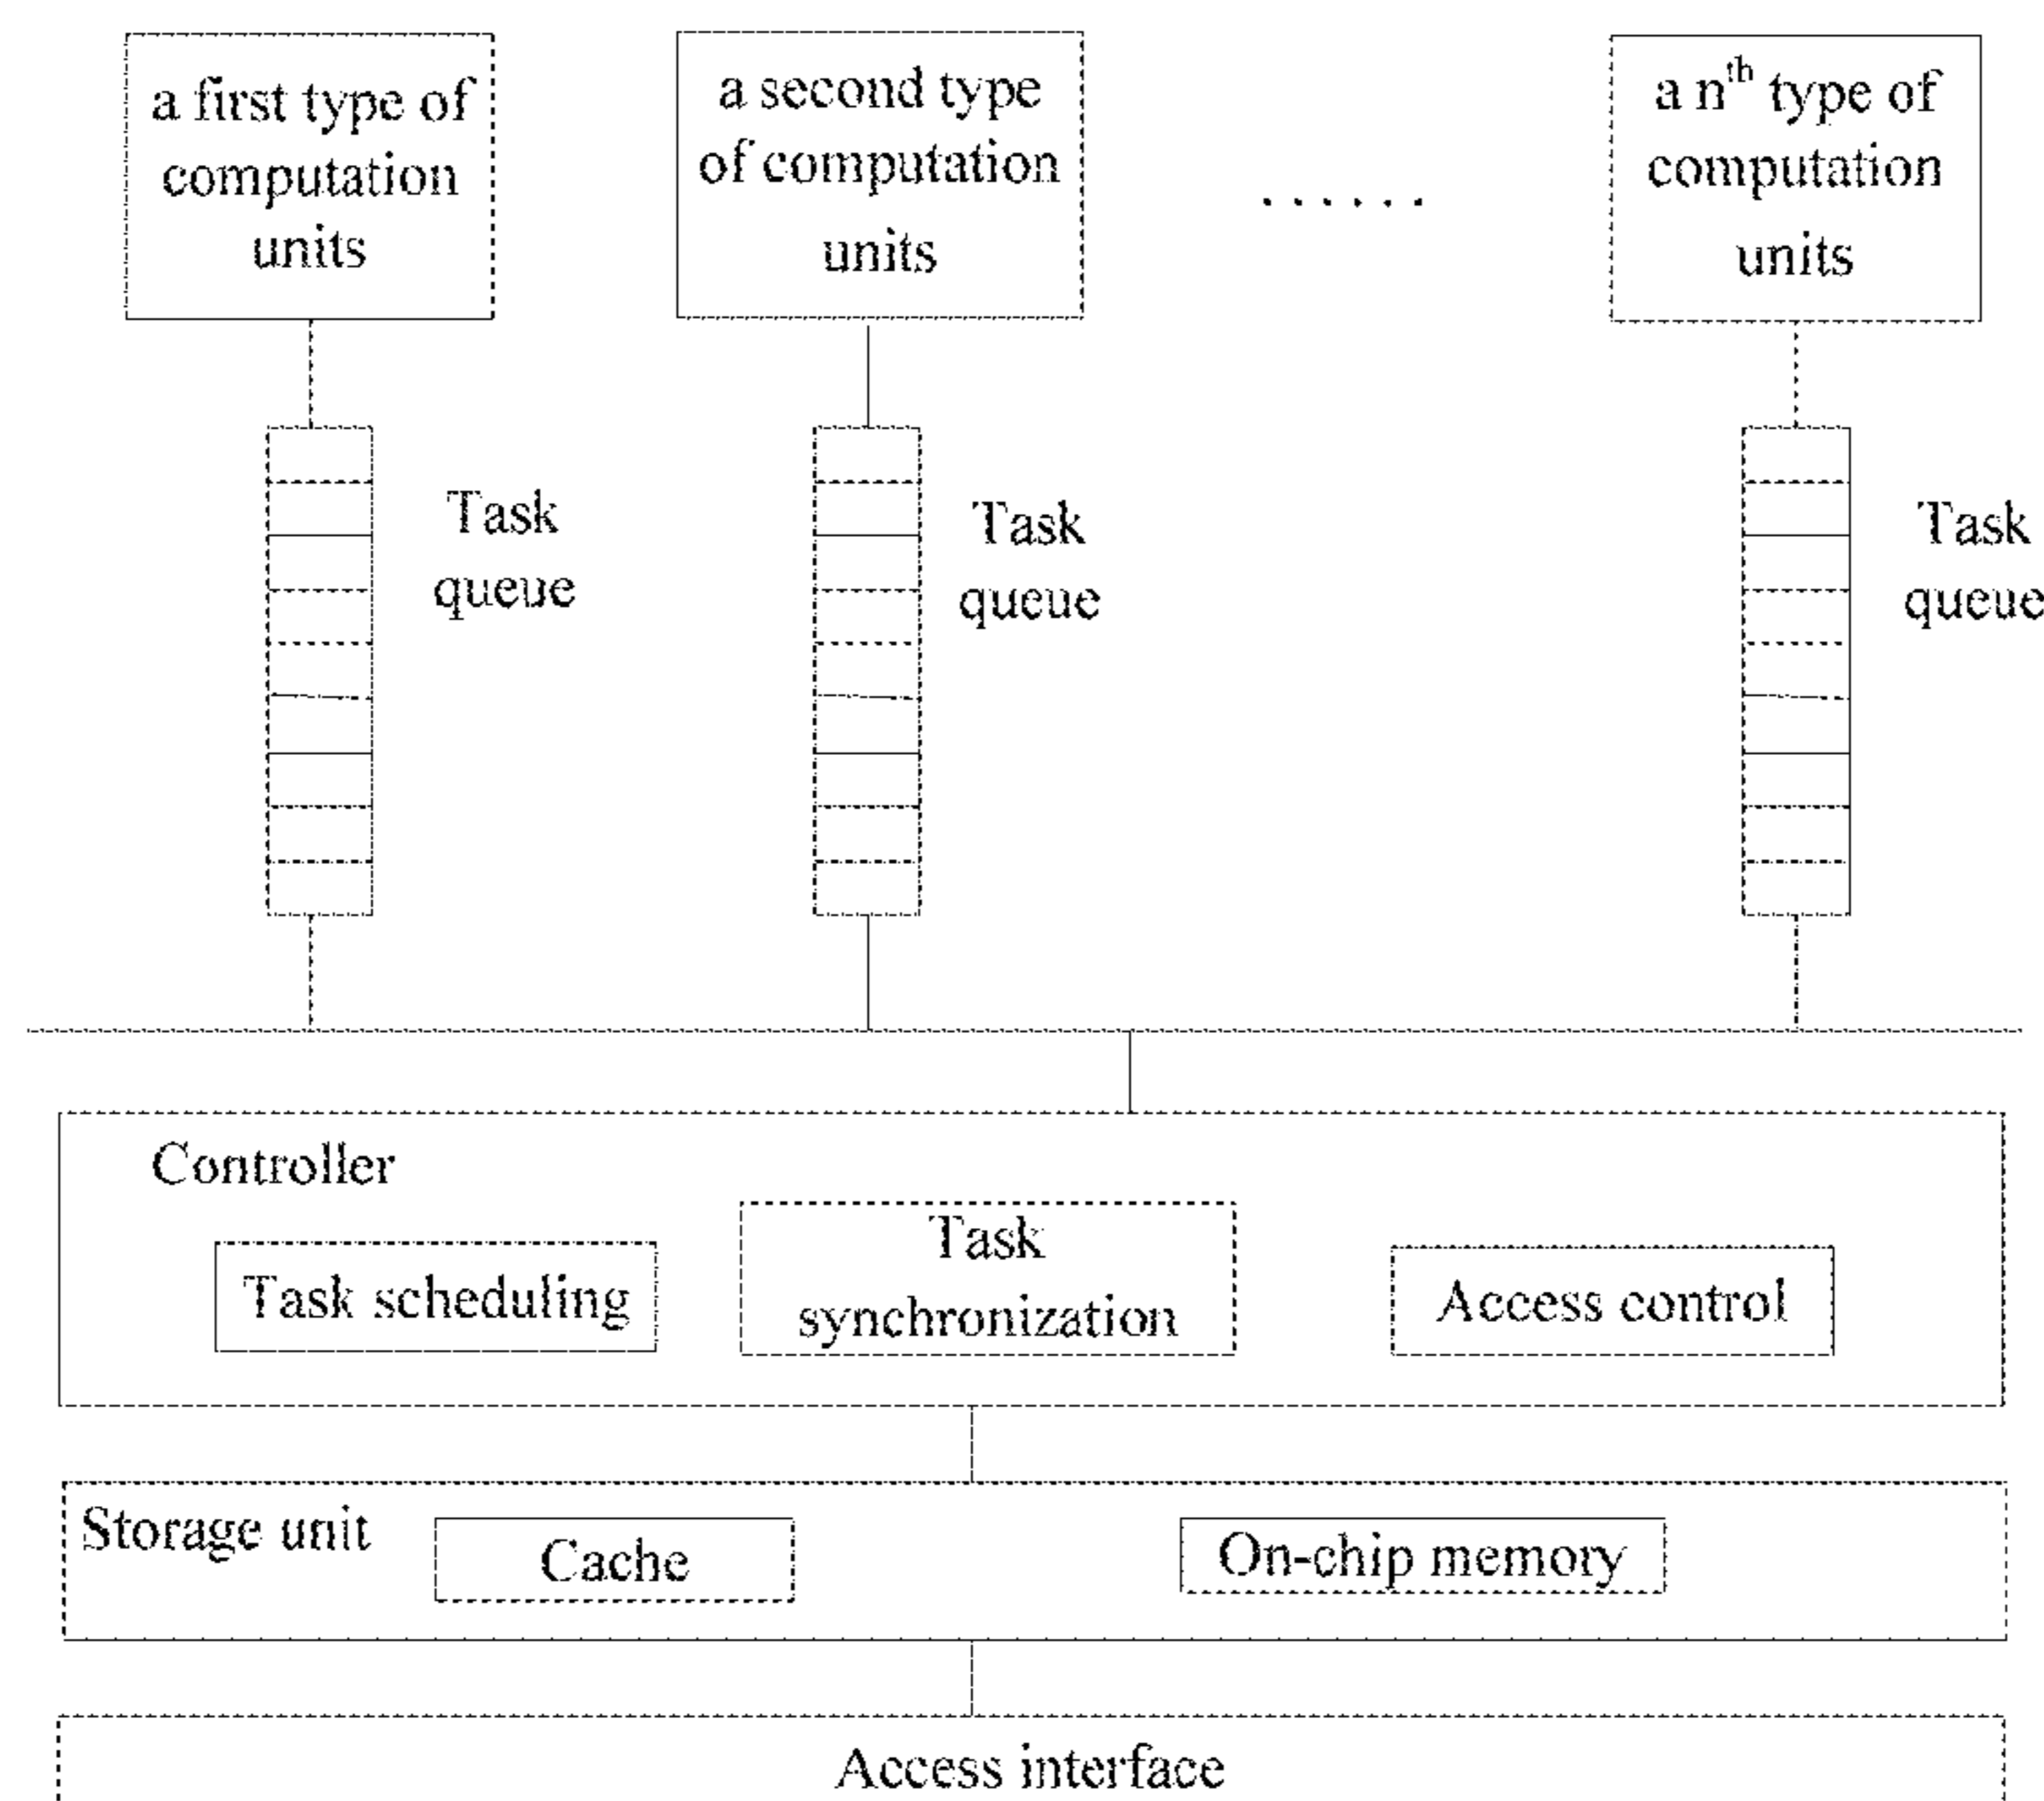 a first type of
computation
units
a second type
of computation
units
......
a nth type of
computation
units
Task
queue
Task
queue
Task
queue
Controller
Task scheduling
Task
synchronization
Access control
Storage unit
Cache
On-chip memory
Access interface